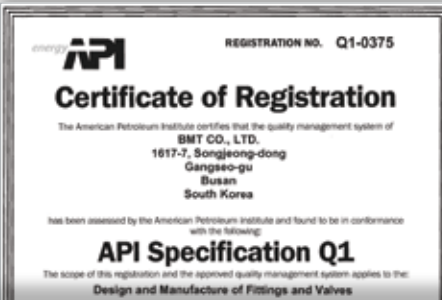 energy API
REGISTRATION NO. Q1-0375
Certificate of Registration
The American Petroleum Institute certifies that the quality management system of
BMT CO., LTD.
1617-7, Songjeong-dong
Gangseo-gu
Busan
South Korea
has been assessed by the American Petroleum Institute and found to be in conformance
with the following:
API Specification Q1
The scope of this registration and the approved quality management system applies to the:
Design and Manufacture of Fittings and Valves